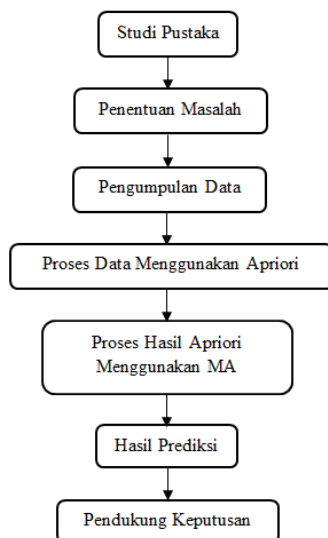 Studi Pustaka
Penentuan Masalah
Pengumpulan Data
Proses Data Menggunakan Apriori
Proses Hasil Apriori
Menggunakan MA
Hasil Prediksi
Pendukung Keputusan